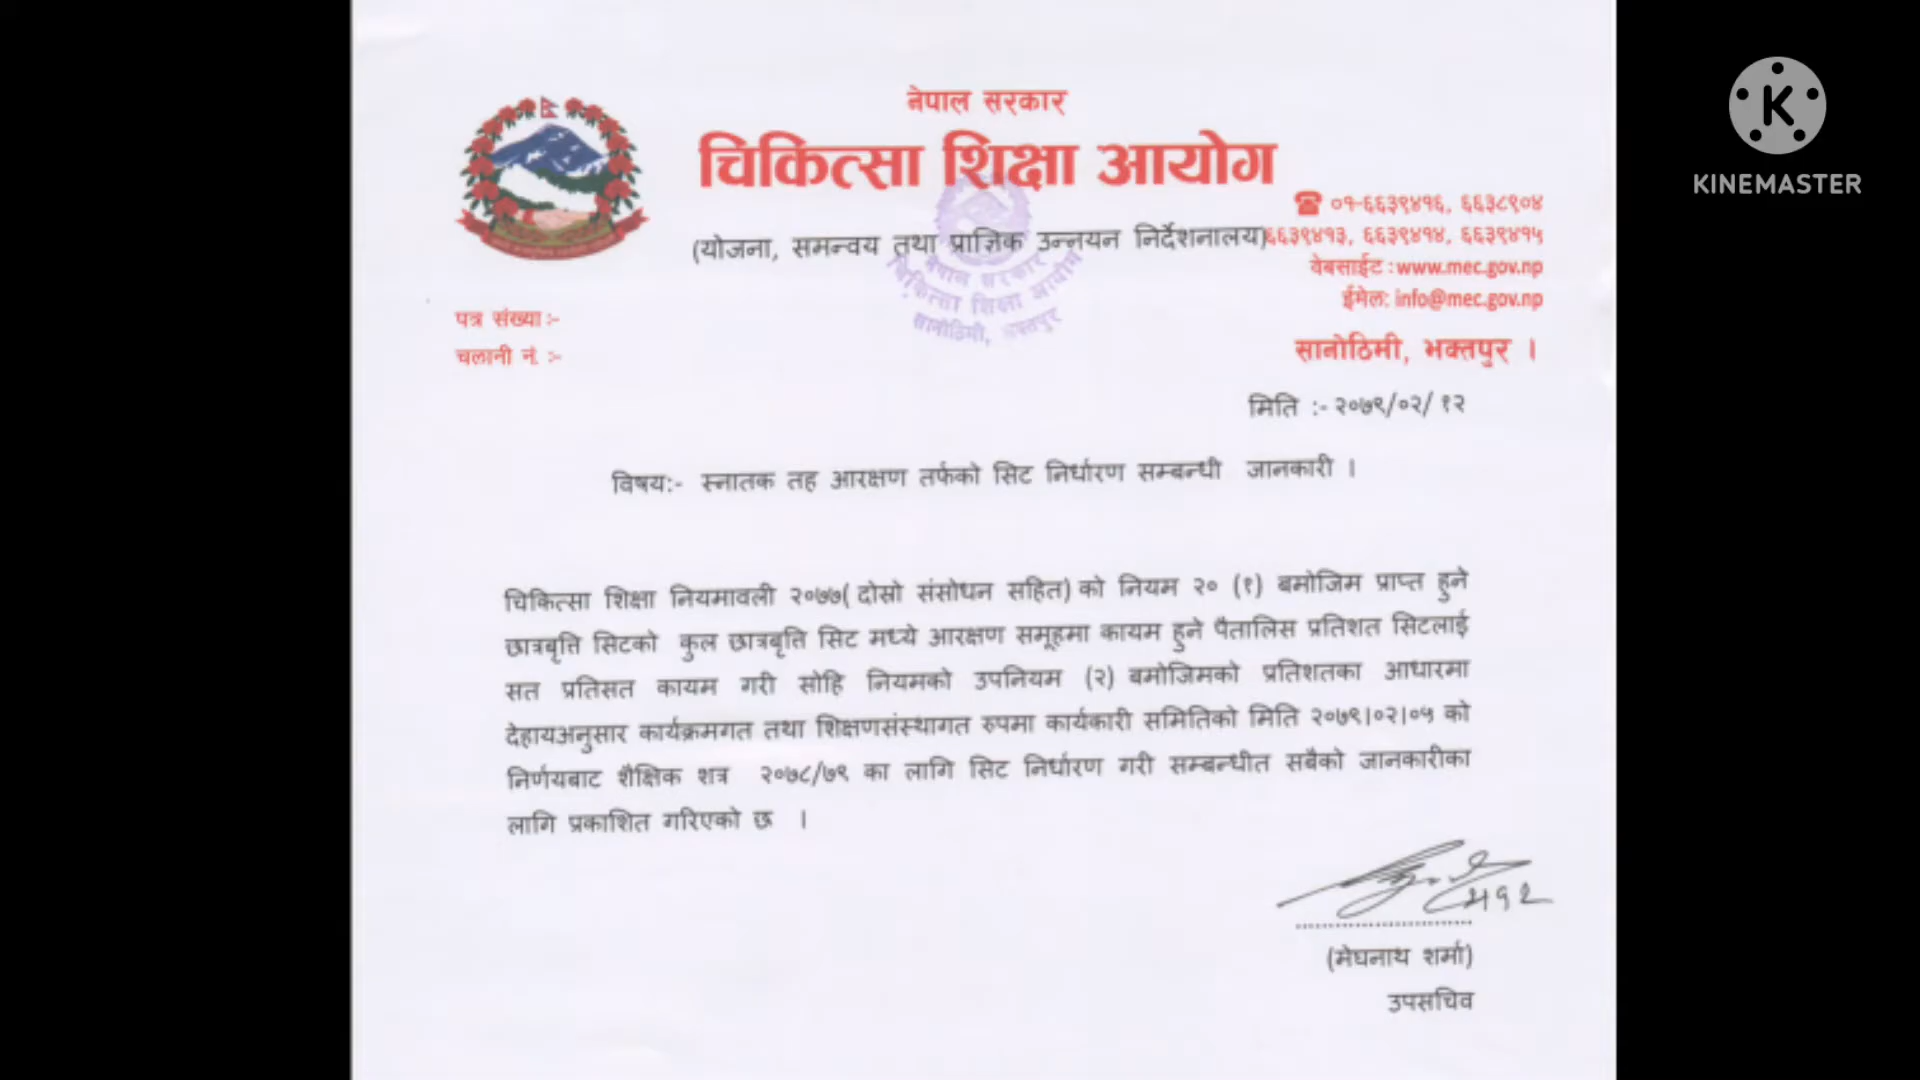 नेपाल सरकार
चिकित्सा शिक्षा आयोग
(योजना, समन्वय तथा प्राज्ञिक उन्नयन निर्देशनालय)
☎ ०१-६६३९४१६, ६६३८९०४
६६३९४१३, ६६३९४१४, ६६३९४१५
वेबसाईट : www.mec.gov.np
ईमेल: info@mec.gov.np
सानोठिमी, भक्तपुर ।
नेपाल सरकार
चिकित्सा शिक्षा आयोग
सानोठिमी, भक्तपुर
पत्र संख्या :-
चलानी नं. :-
मिति :- २०७९/०२/ १२
विषय:- स्नातक तह आरक्षण तर्फको सिट निर्धारण सम्बन्धी जानकारी ।
चिकित्सा शिक्षा नियमावली २०७७( दोस्रो संसोधन सहित) को नियम २० (१) बमोजिम प्राप्त हुने
छात्रबृत्ति सिटको कुल छात्रबृति सिट मध्ये आरक्षण समूहमा कायम हुने पैतालिस प्रतिशत सिटलाई
सत प्रतिसत कायम गरी सोहि नियमको उपनियम (२) बमोजिमको प्रतिशतका आधारमा
देहायअनुसार कार्यक्रमगत तथा शिक्षणसंस्थागत रुपमा कार्यकारी समितिको मिति २०७९।०२।०५ को
निर्णयबाट शैक्षिक शत्र २०७८/७९ का लागि सिट निर्धारण गरी सम्बन्धीत सबैको जानकारीका
लागि प्रकाशित गरिएको छ ।
(मेघनाथ शर्मा)
उपसचिव
KINEMASTER